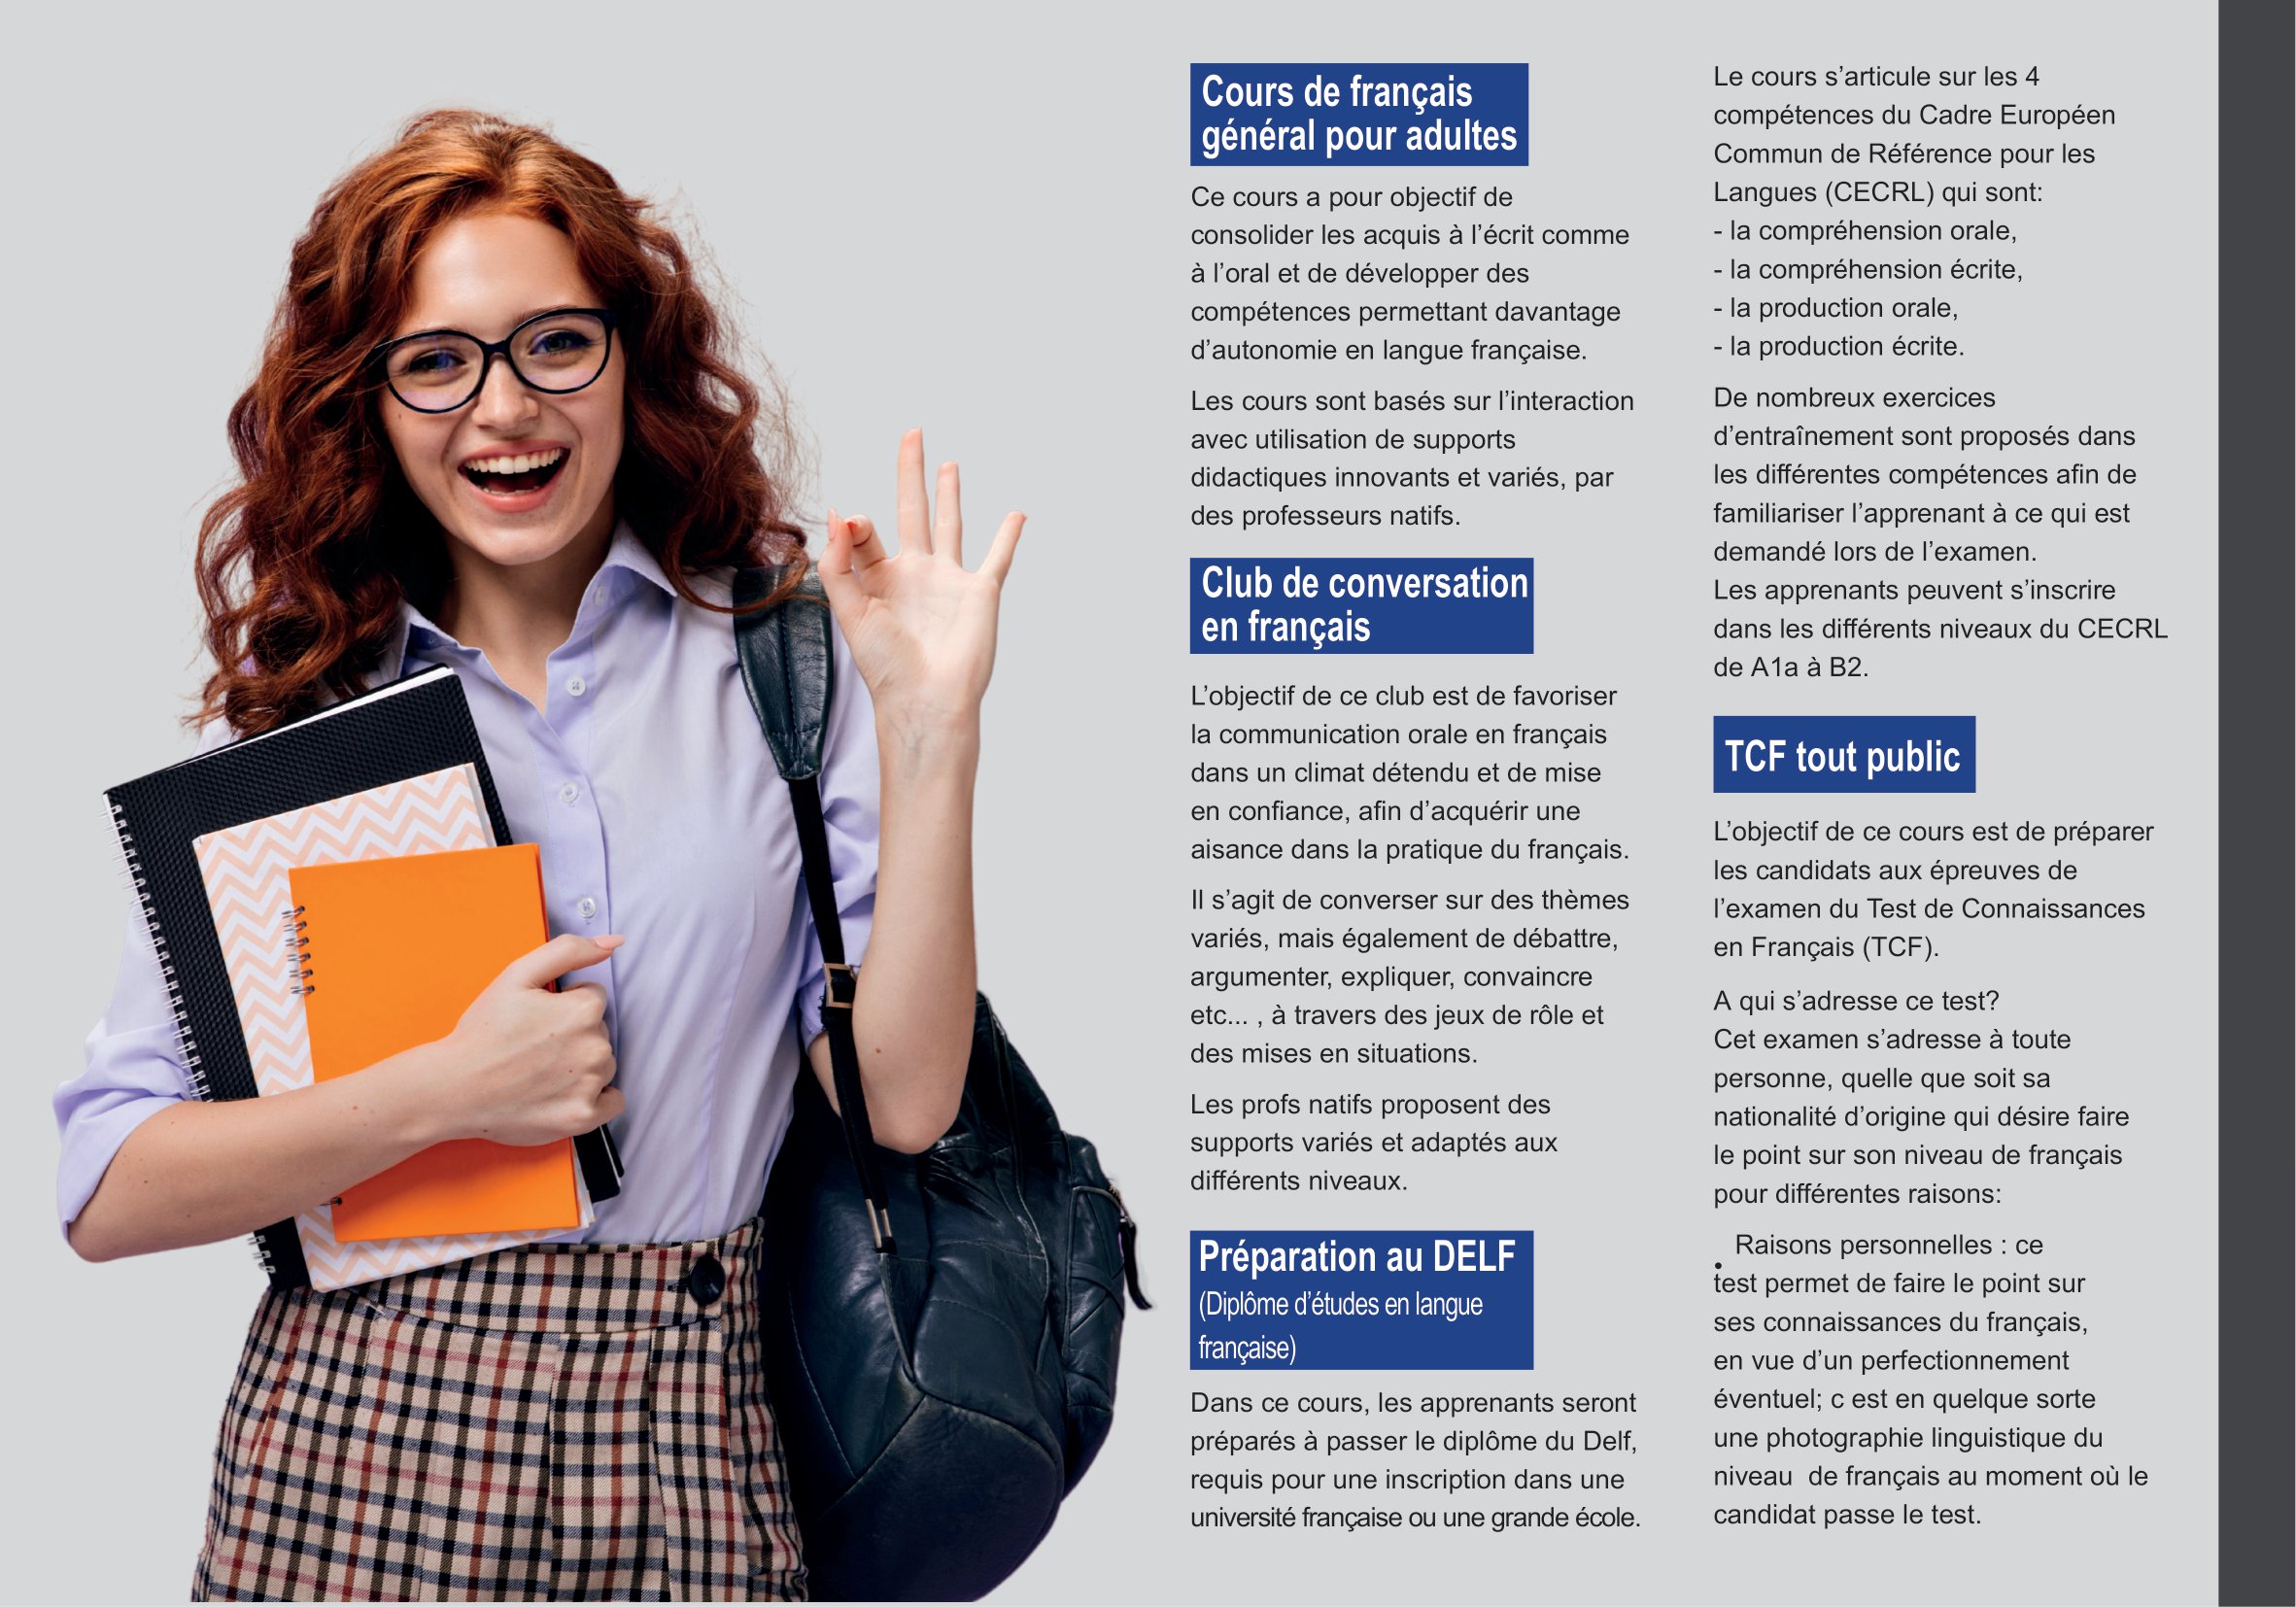 Cours de français
général pour adultes
Ce cours a pour objectif de
consolider les acquis à l’écrit comme
à l’oral et de développer des
compétences permettant davantage
d’autonomie en langue française.
Les cours sont basés sur l’interaction
avec utilisation de supports
didactiques innovants et variés, par
des professeurs natifs.
Club de conversation
en français
L’objectif de ce club est de favoriser
la communication orale en français
dans un climat détendu et de mise
en confiance, afin d’acquérir une
aisance dans la pratique du français.
Il s’agit de converser sur des thèmes
variés, mais également de débattre,
argumenter, expliquer, convaincre
etc... , à travers des jeux de rôle et
des mises en situations.
Les profs natifs proposent des
supports variés et adaptés aux
différents niveaux.
Préparation au DELF
(Diplôme d’études en langue
française)
Dans ce cours, les apprenants seront
préparés à passer le diplôme du Delf,
requis pour une inscription dans une
université française ou une grande école.
Le cours s’articule sur les 4
compétences du Cadre Européen
Commun de Référence pour les
Langues (CECRL) qui sont:
- la compréhension orale,
- la compréhension écrite,
- la production orale,
- la production écrite.
De nombreux exercices
d’entraînement sont proposés dans
les différentes compétences afin de
familiariser l’apprenant à ce qui est
demandé lors de l’examen.
Les apprenants peuvent s’inscrire
dans les différents niveaux du CECRL
de A1a à B2.
TCF tout public
L’objectif de ce cours est de préparer
les candidats aux épreuves de
l’examen du Test de Connaissances
en Français (TCF).
A qui s’adresse ce test?
Cet examen s’adresse à toute
personne, quelle que soit sa
nationalité d’origine qui désire faire
le point sur son niveau de français
pour différentes raisons:
• Raisons personnelles : ce
test permet de faire le point sur
ses connaissances du français,
en vue d’un perfectionnement
éventuel; c est en quelque sorte
une photographie linguistique du
niveau  de français au moment où le
candidat passe le test.